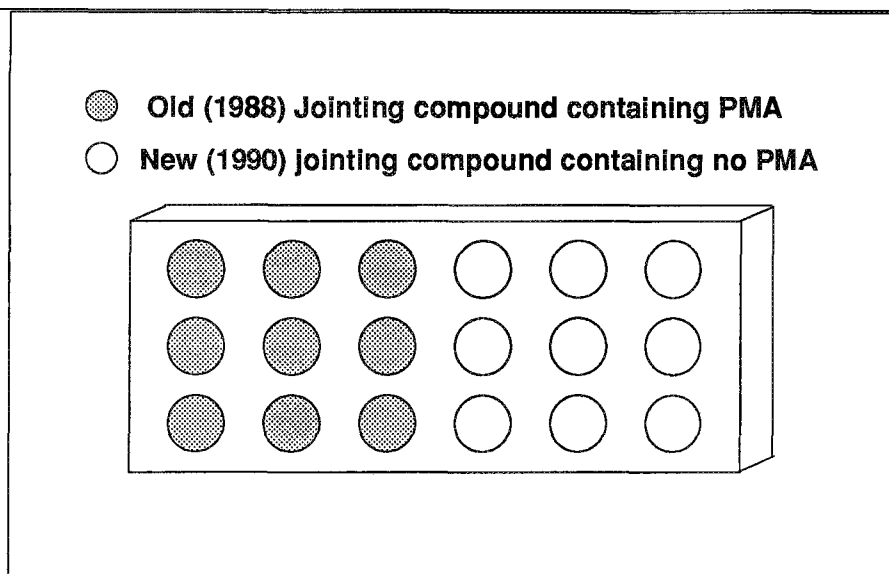 Old (1988) Jointing compound containing PMA
New (1990) jointing compound containing no PMA